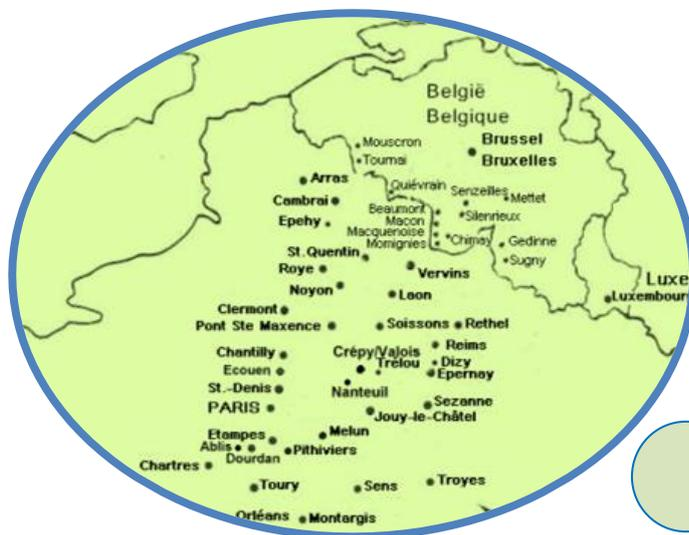 België
Belgique
Brussel
Bruxelles
Mouscron
Tournai
Arras
Quiévrain
Senzeilles
Mettet
Cambrai
Beaumont
Silenrieux
Epehy
Macon
Macquenoise
Momignies
Chimay
Gedinne
St.Quentin
Sugny
Roye
Vervins
Noyon
Laon
Luxe
Luxembour
Clermont
Pont Ste Maxence
Soissons
Rethel
Chantilly
Crépy/Valois
Reims
Ecouen
Trélou
Dizy
Epernay
St.-Denis
Nanteuil
PARIS
Sezanne
Jouy-le-Châtel
Etampes
Melun
Ablis
Dourdan
Pithiviers
Chartres
Toury
Sens
Troyes
Orléans
Montargis